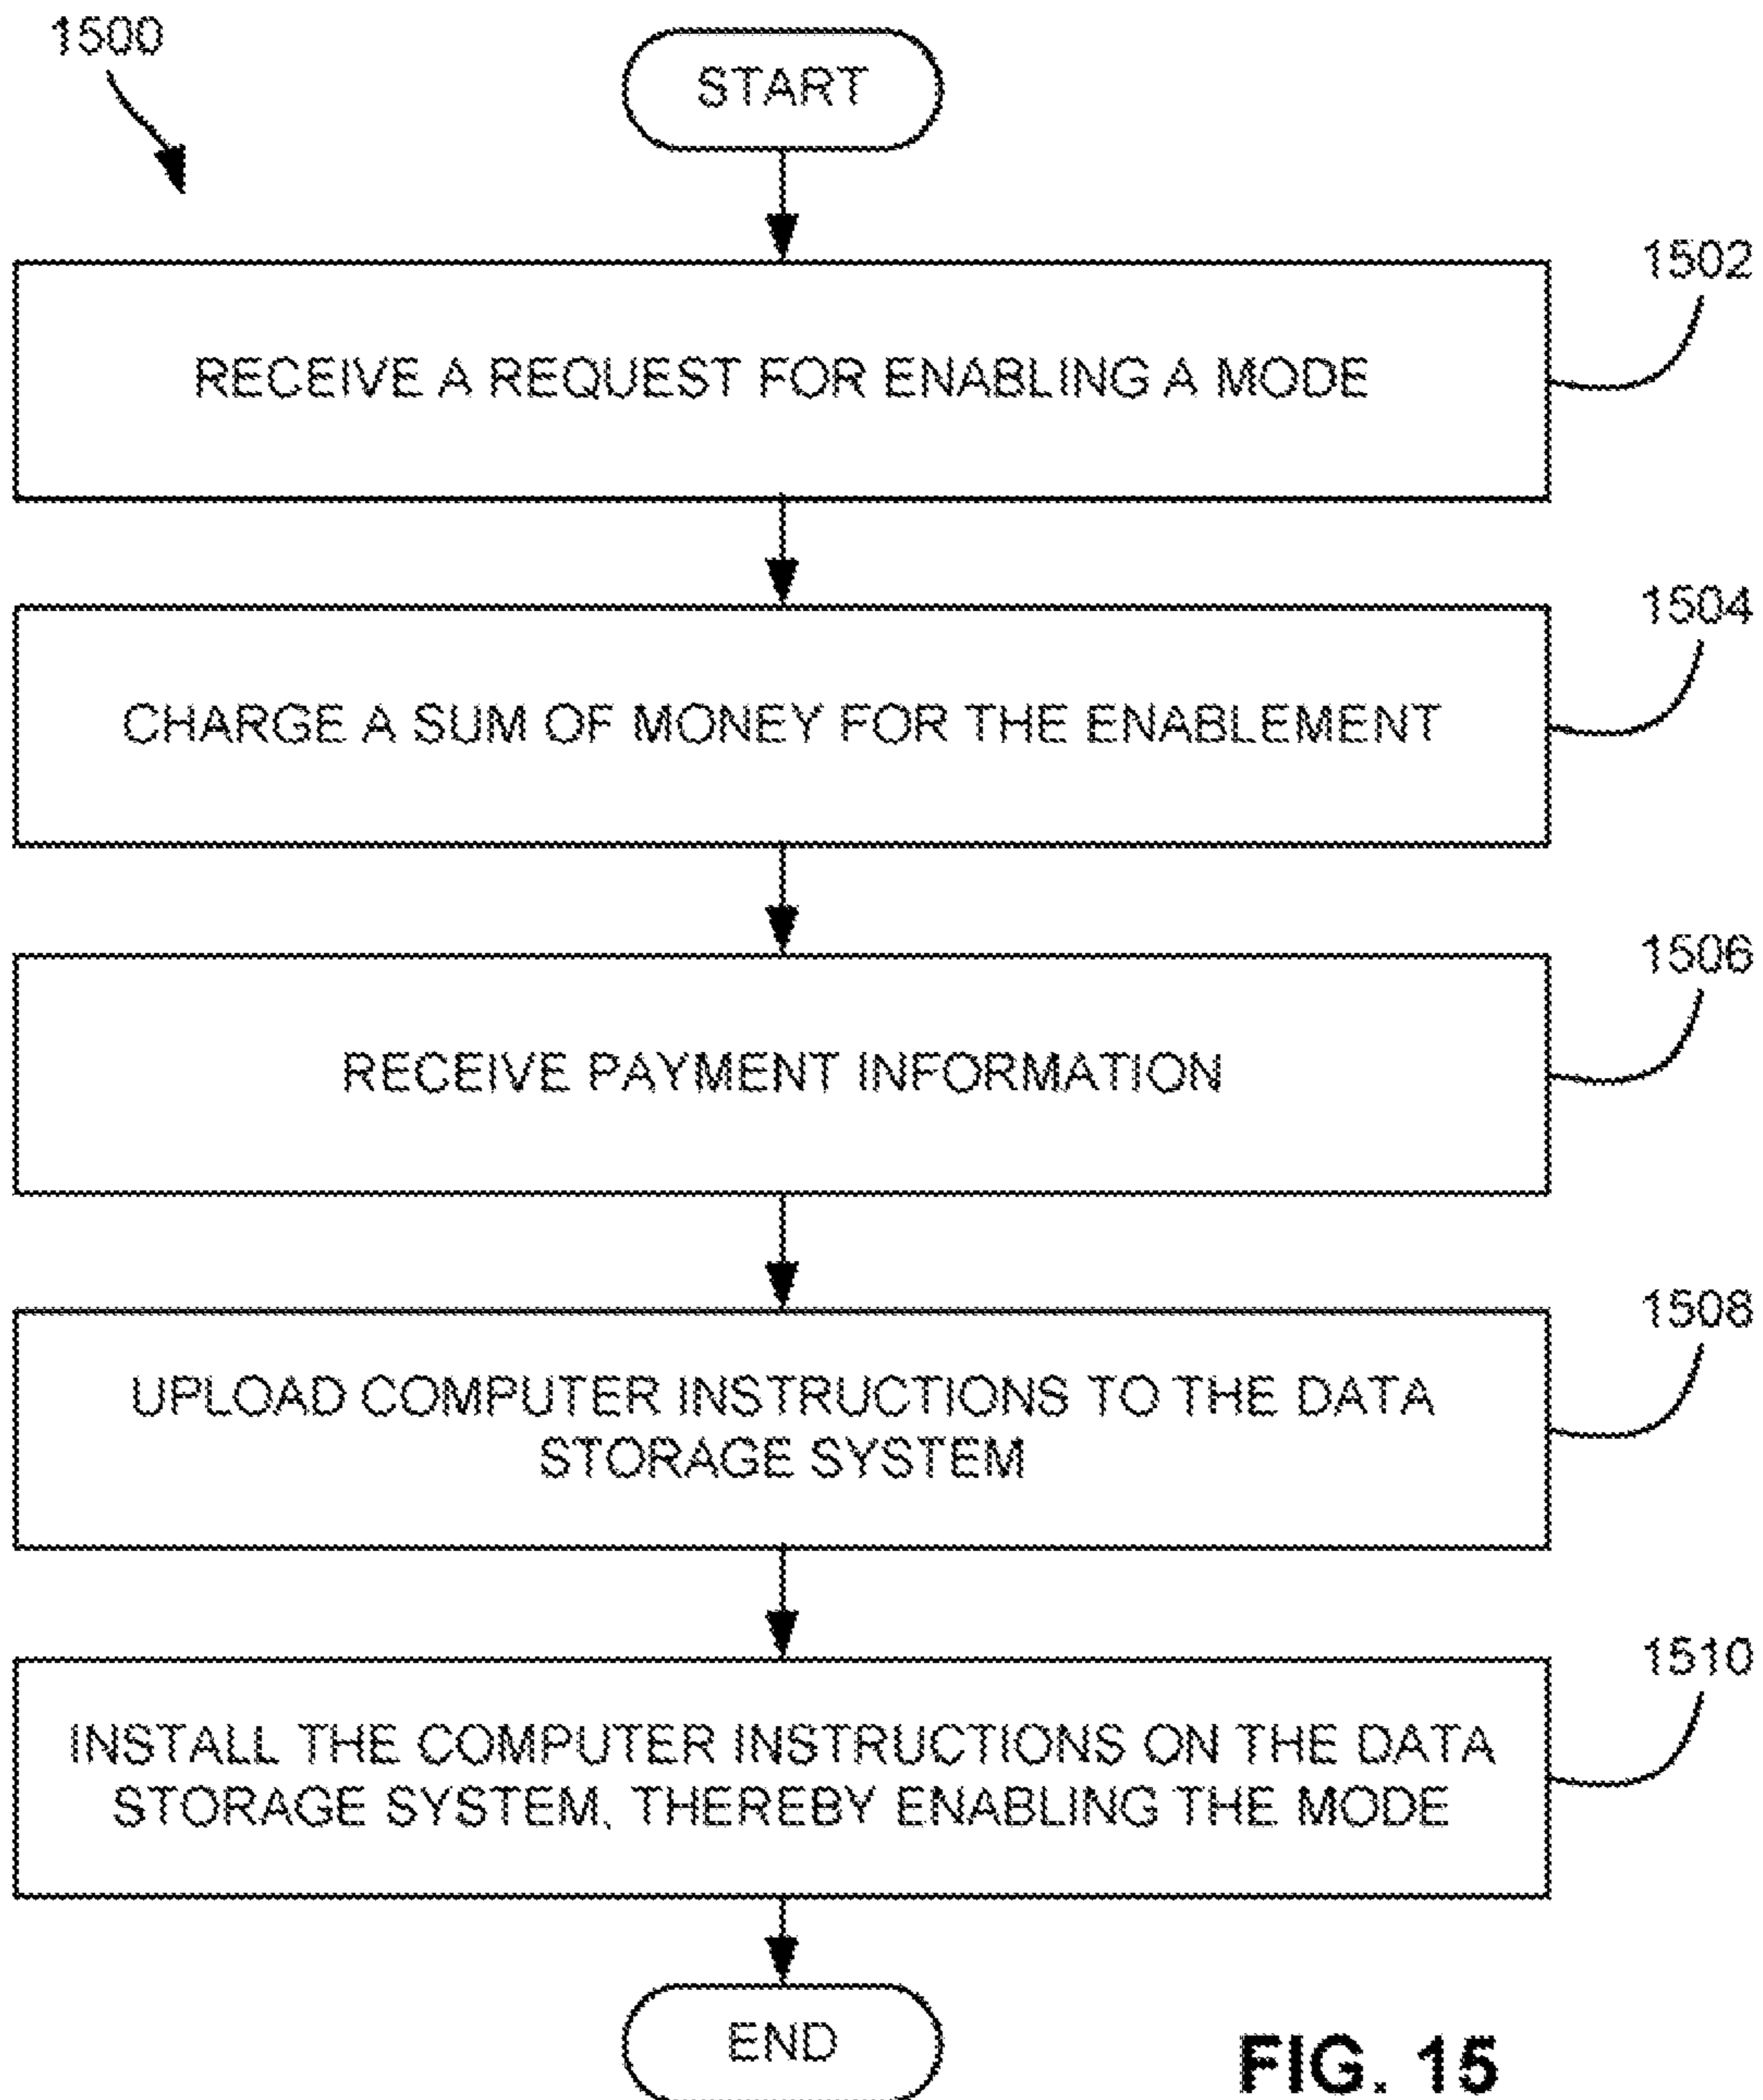 1500
START
1502
RECEIVE A REQUEST FOR ENABLING A MODE
1504
CHARGE A SUM OF MONEY FOR THE ENABLEMENT
1506
RECEIVE PAYMENT INFORMATION
1508
UPLOAD COMPUTER INSTRUCTIONS TO THE DATA
STORAGE SYSTEM
1510
INSTALL THE COMPUTER INSTRUCTIONS ON THE DATA
STORAGE SYSTEM, THEREBY ENABLING THE MODE
END
FIG. 15